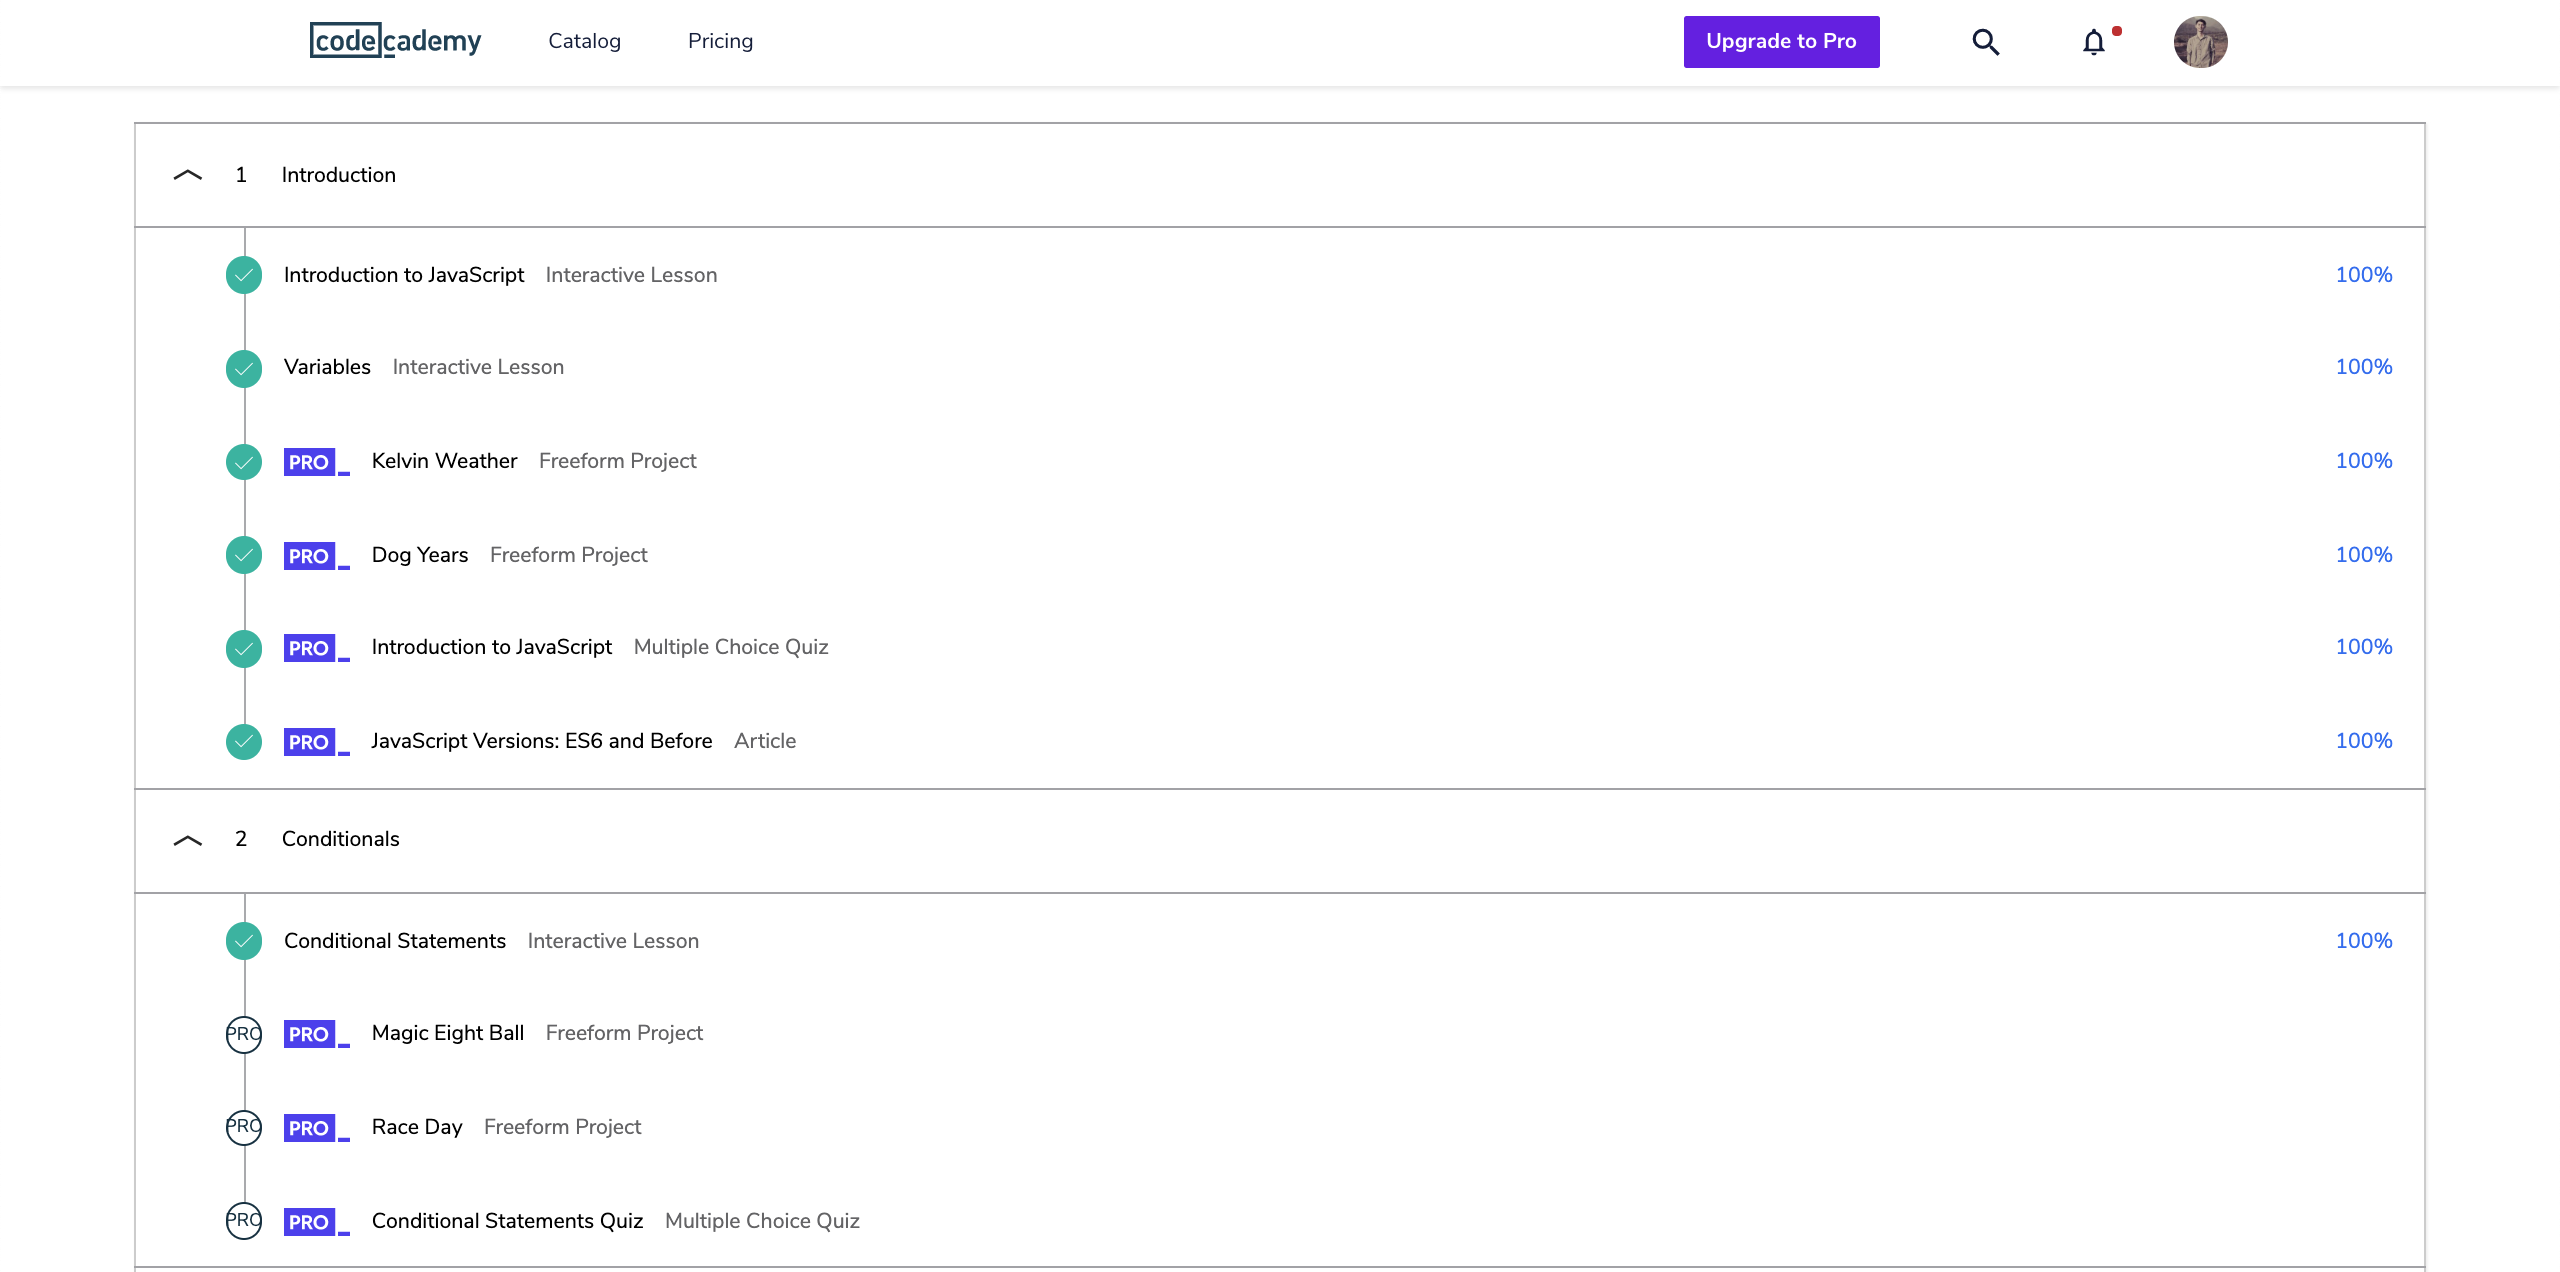 codecademy Catalog Pricing Upgrade to Pro
1 Introduction
Introduction to JavaScript Interactive Lesson 100%
Variables Interactive Lesson 100%
PRO Kelvin Weather Freeform Project 100%
PRO Dog Years Freeform Project 100%
PRO Introduction to JavaScript Multiple Choice Quiz 100%
PRO JavaScript Versions: ES6 and Before Article 100%
2 Conditionals
Conditional Statements Interactive Lesson 100%
PRO PRO Magic Eight Ball Freeform Project
PRO PRO Race Day Freeform Project
PRO PRO Conditional Statements Quiz Multiple Choice Quiz